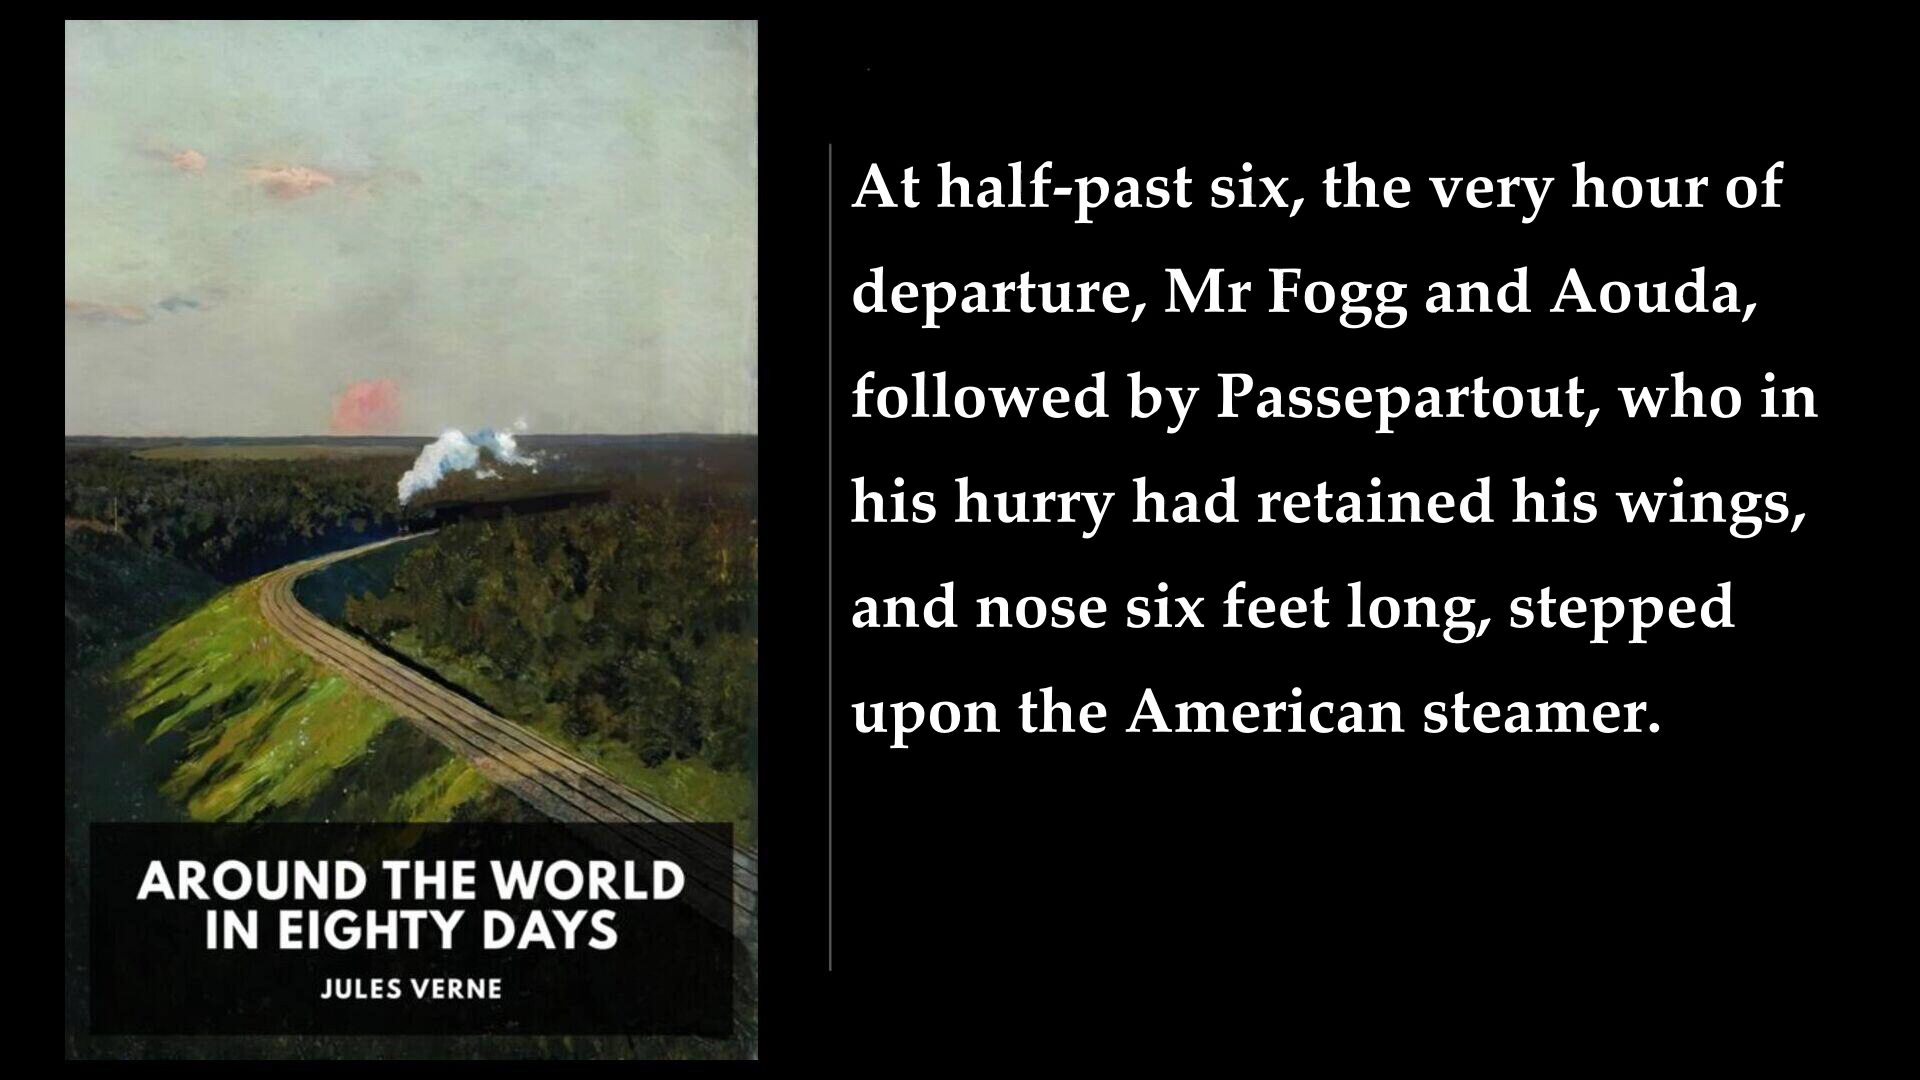 At half-past six, the very hour of
departure, Mr Fogg and Aouda,
followed by Passepartout, who in
his hurry had retained his wings,
and nose six feet long, stepped
upon the American steamer.
AROUND THE WORLD
IN EIGHTY DAYS
JULES VERNE